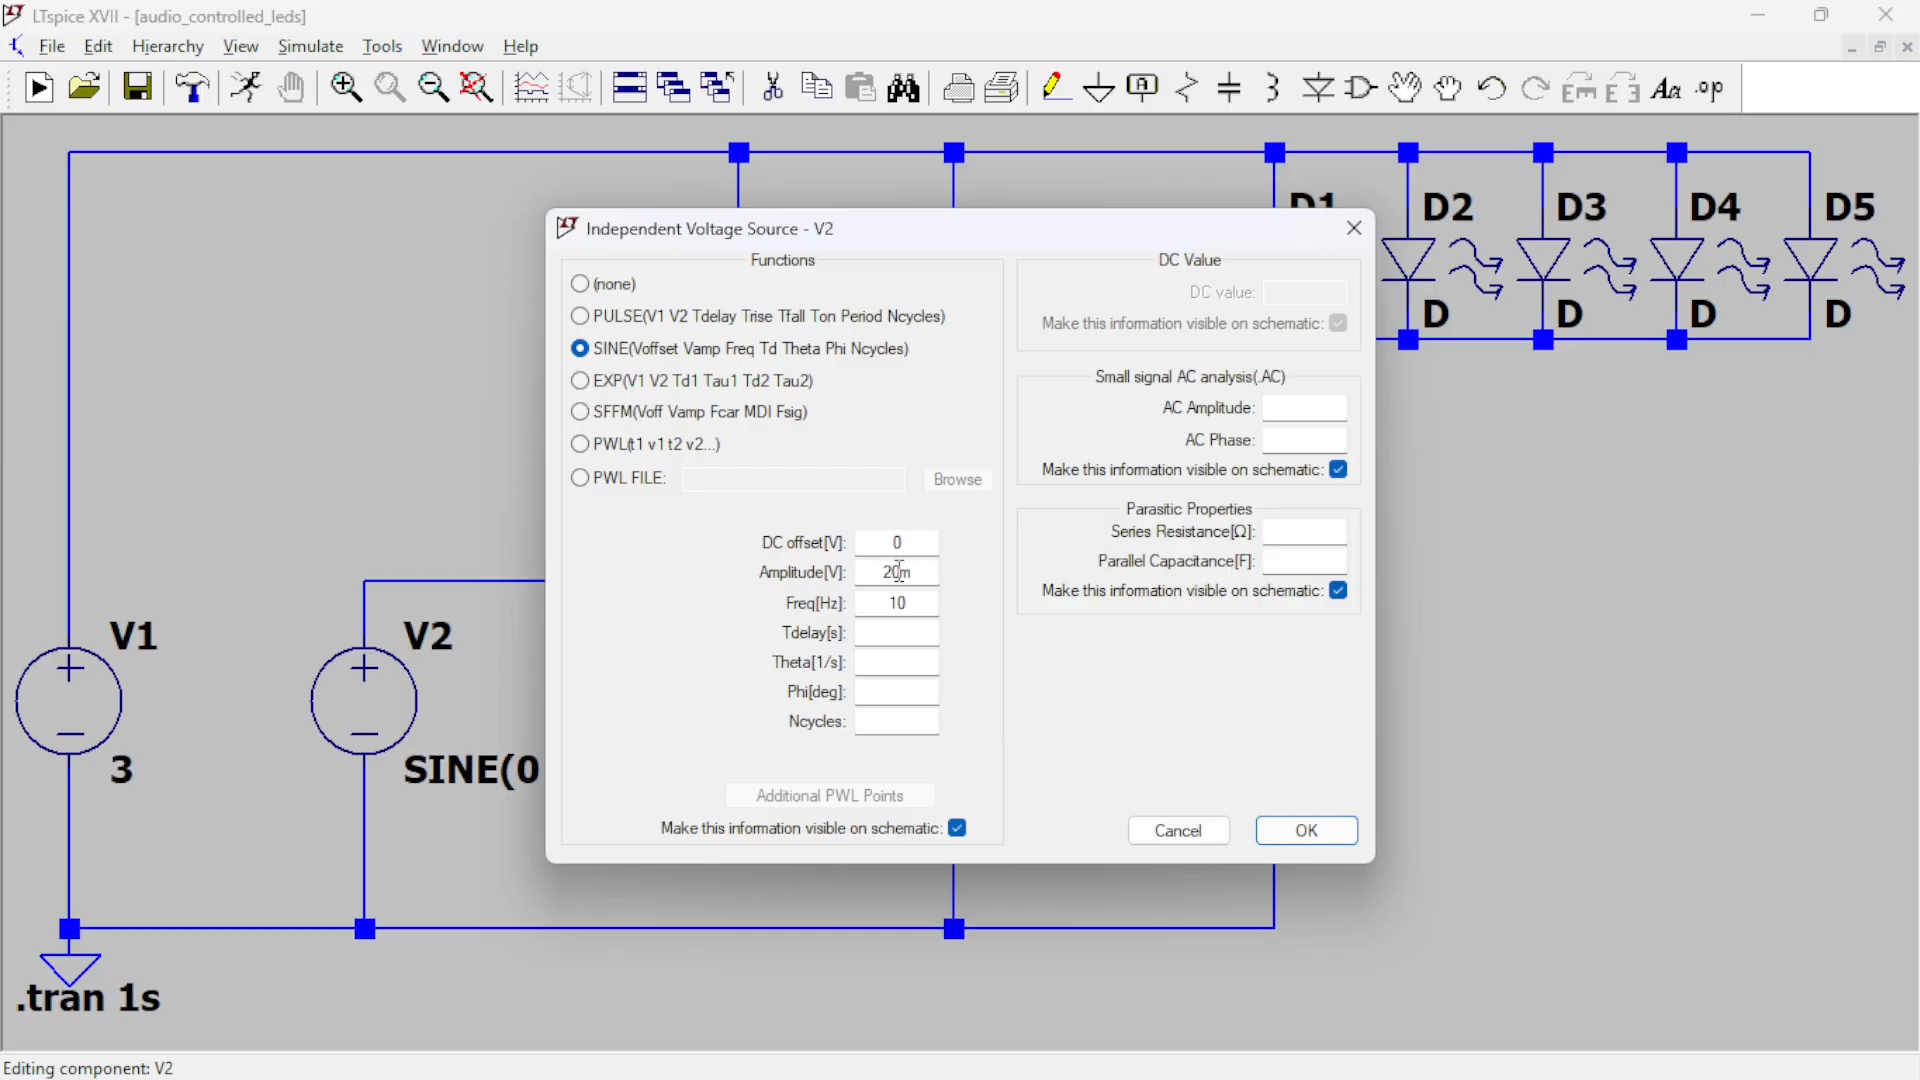 LTspice XVII - [audio_controlled_leds]
File Edit Hierarchy View Simulate Tools Window Help
A Aa .op
D1 D2 D3 D4 D5
D D D D
Independent Voltage Source - V2
Functions
(none)
PULSE(V1 V2 Tdelay Trise Tfall Ton Period Ncycles)
SINE(Voffset Vamp Freq Td Theta Phi Ncycles)
EXP(V1 V2 Td1 Tau1 Td2 Tau2)
SFFM(Voff Vamp Fcar MDI Fsig)
PWL(t1 v1 t2 v2...)
PWL FILE: Browse
DC offset[V]: 0
Amplitude[V]: 20m
Freq[Hz]: 10
Tdelay[s]:
Theta[1/s]:
Phi[deg]:
Ncycles:
Additional PWL Points
Make this information visible on schematic:
DC Value
DC value:
Make this information visible on schematic:
Small signal AC analysis(.AC)
AC Amplitude:
AC Phase:
Make this information visible on schematic:
Parasitic Properties
Series Resistance[Ω]:
Parallel Capacitance[F]:
Make this information visible on schematic:
Cancel OK
V1
3
V2
SINE(0
.tran 1s
Editing component: V2